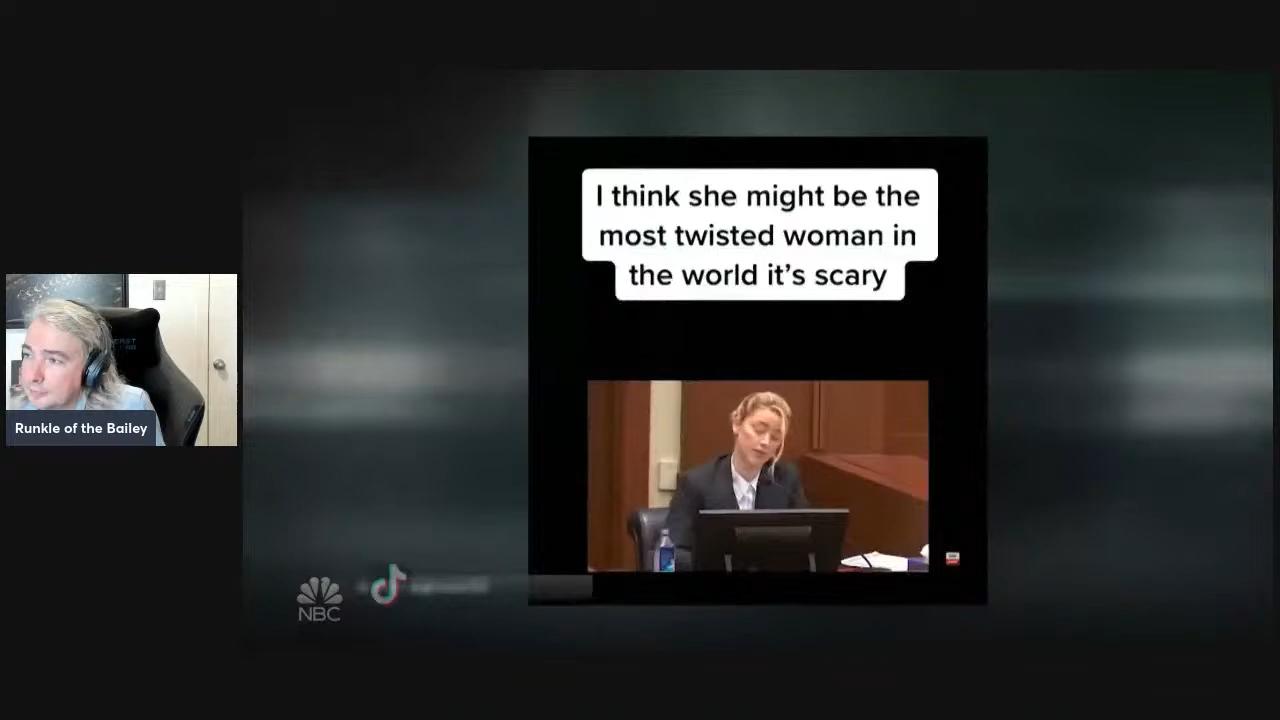 I think she might be the
most twisted woman in
the world it's scary
Runkle of the Bailey
NBC